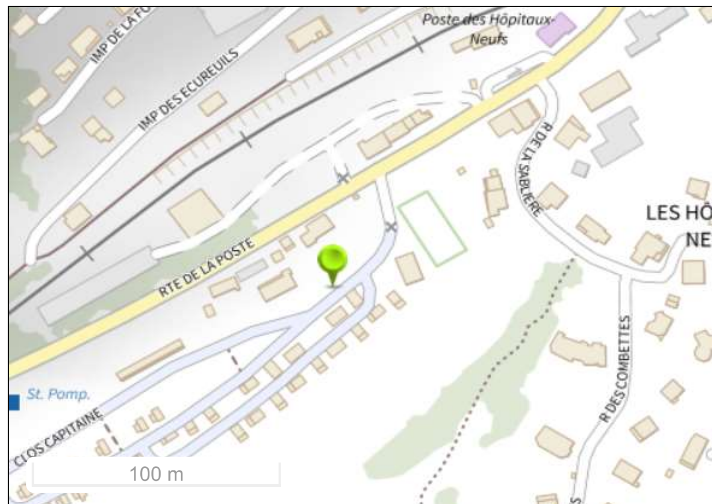 Poste des Hôpitaux-
Neufs
IMP DE LA FO
IMP DES ECUREUILS
R DE LA SABLIERE
LES HÔ
NE
RTE DE LA POSTE
R DES COMBETTES
St. Pomp.
CLOS CAPITAINE
100 m